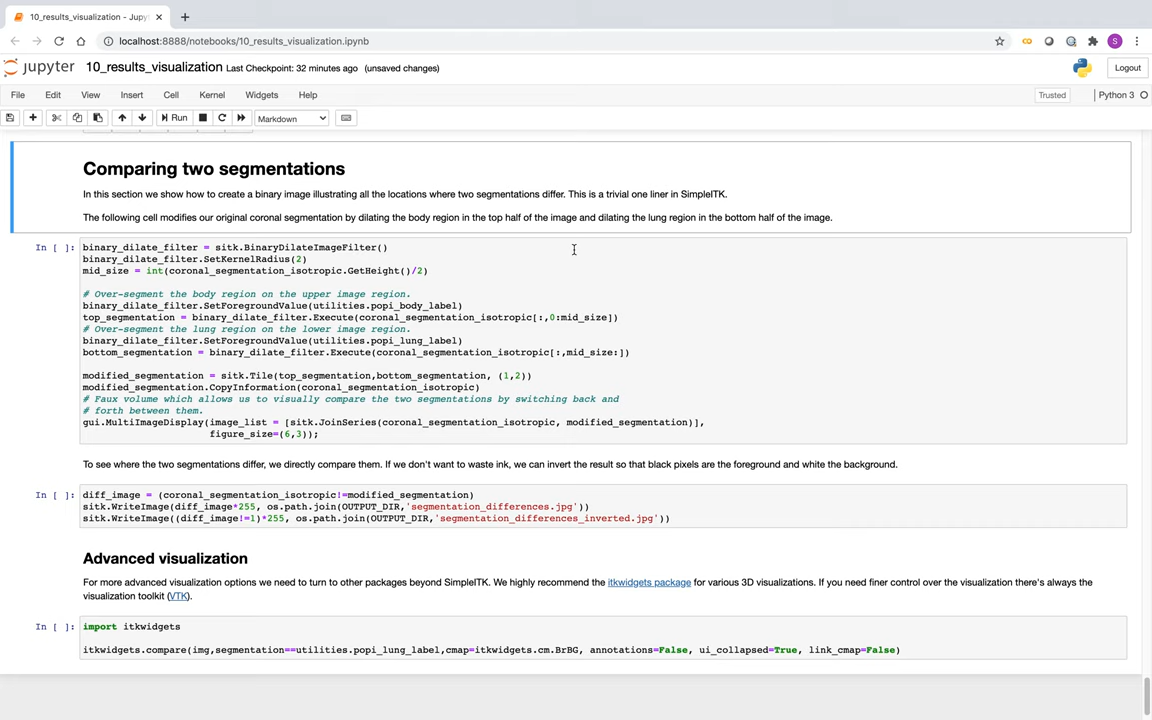 10_results_visualization - Jupyt
localhost:8888/notebooks/10_results_visualization.ipynb
S
jupyter 10_results_visualization Last Checkpoint: 32 minutes ago (unsaved changes) Logout
File Edit View Insert Cell Kernel Widgets Help Trusted Python 3
Run Markdown
Comparing two segmentations
In this section we show how to create a binary image illustrating all the locations where two segmentations differ. This is a trivial one liner in SimpleITK.
The following cell modifies our original coronal segmentation by dilating the body region in the top half of the image and dilating the lung region in the bottom half of the image.
In [ ]: binary_dilate_filter = sitk.BinaryDilateImageFilter()
binary_dilate_filter.SetKernelRadius(2)
mid_size = int(coronal_segmentation_isotropic.GetHeight()/2)
# Over-segment the body region on the upper image region.
binary_dilate_filter.SetForegroundValue(utilities.popi_body_label)
top_segmentation = binary_dilate_filter.Execute(coronal_segmentation_isotropic[:,0:mid_size])
# Over-segment the lung region on the lower image region.
binary_dilate_filter.SetForegroundValue(utilities.popi_lung_label)
bottom_segmentation = binary_dilate_filter.Execute(coronal_segmentation_isotropic[:,mid_size:])
modified_segmentation = sitk.Tile(top_segmentation,bottom_segmentation, (1,2))
modified_segmentation.CopyInformation(coronal_segmentation_isotropic)
# Faux volume which allows us to visually compare the two segmentations by switching back and
# forth between them.
gui.MultiImageDisplay(image_list = [sitk.JoinSeries(coronal_segmentation_isotropic, modified_segmentation)],
figure_size=(6,3));
To see where the two segmentations differ, we directly compare them. If we don't want to waste ink, we can invert the result so that black pixels are the foreground and white the background.
In [ ]: diff_image = (coronal_segmentation_isotropic!=modified_segmentation)
sitk.WriteImage(diff_image*255, os.path.join(OUTPUT_DIR,'segmentation_differences.jpg'))
sitk.WriteImage((diff_image!=1)*255, os.path.join(OUTPUT_DIR,'segmentation_differences_inverted.jpg'))
Advanced visualization
For more advanced visualization options we need to turn to other packages beyond SimpleITK. We highly recommend the itkwidgets package for various 3D visualizations. If you need finer control over the visualization there's always the
visualization toolkit (VTK).
In [ ]: import itkwidgets
itkwidgets.compare(img,segmentation==utilities.popi_lung_label,cmap=itkwidgets.cm.BrBG, annotations=False, ui_collapsed=True, link_cmap=False)